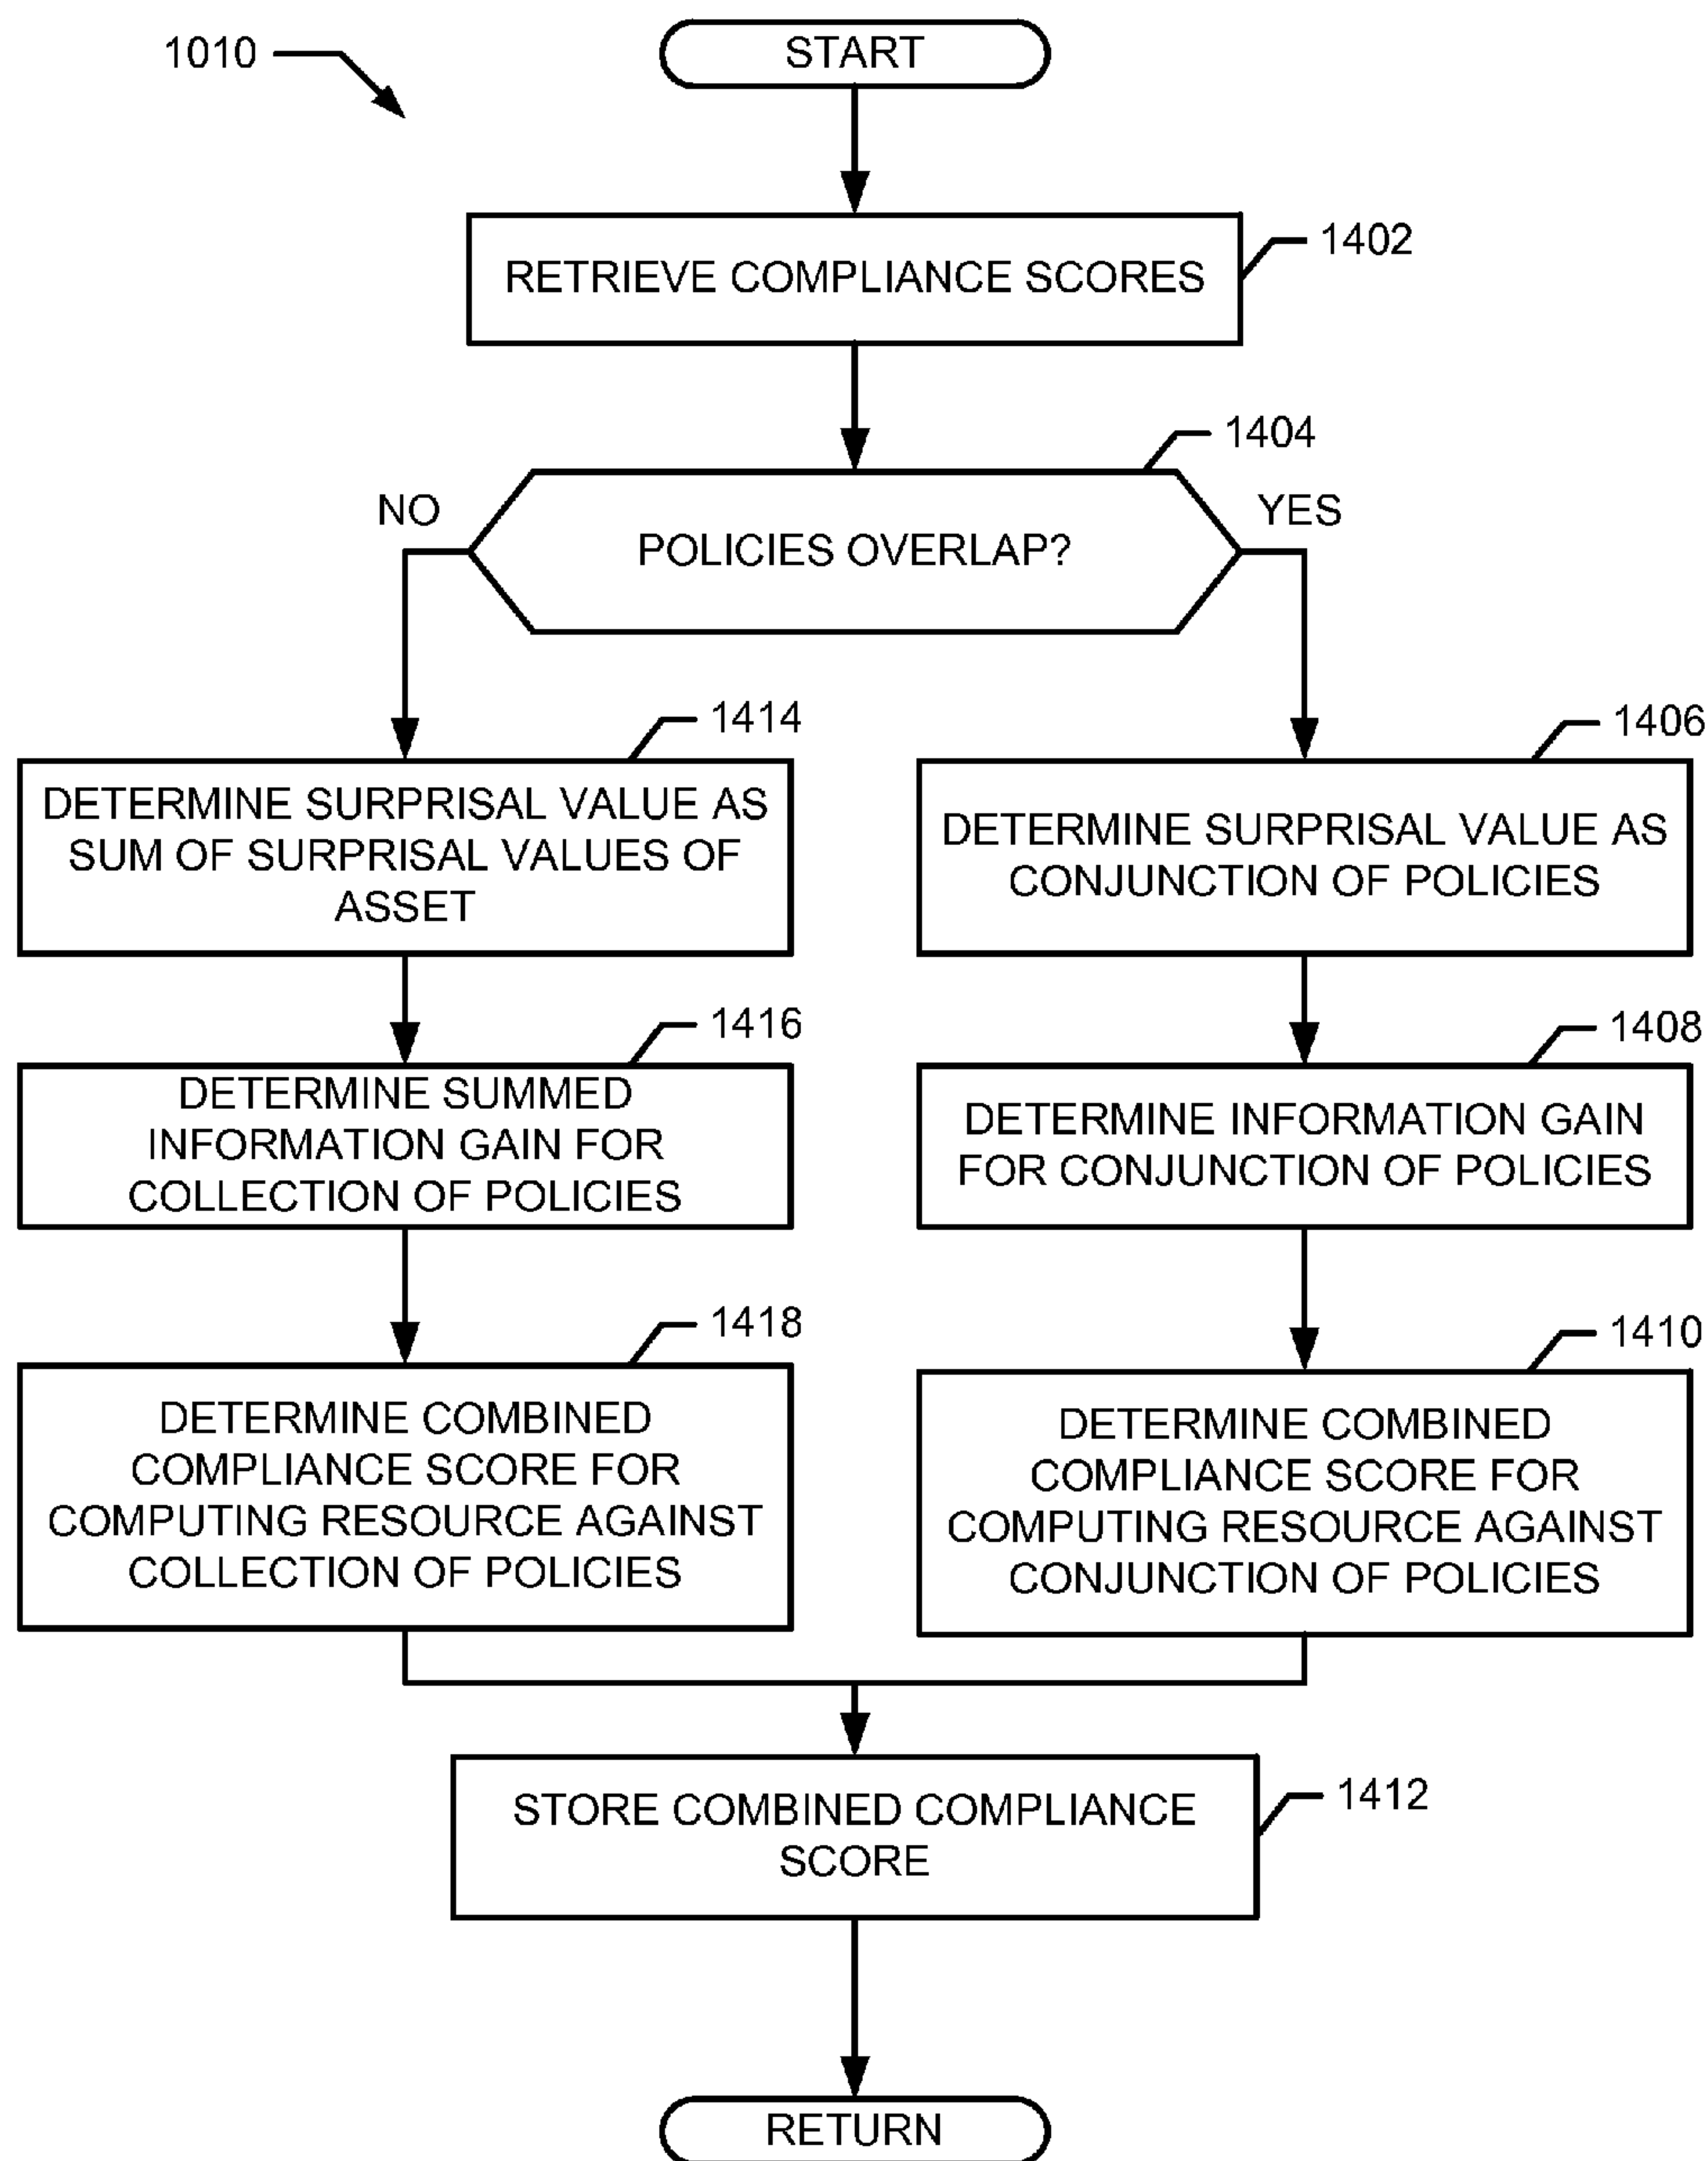 1010
START
RETRIEVE COMPLIANCE SCORES
1402
1404
NO
YES
POLICIES OVERLAP?
1414
DETERMINE SURPRISAL VALUE AS
SUM OF SURPRISAL VALUES OF
ASSET
1406
DETERMINE SURPRISAL VALUE AS
CONJUNCTION OF POLICIES
1416
DETERMINE SUMMED
INFORMATION GAIN FOR
COLLECTION OF POLICIES
1408
DETERMINE INFORMATION GAIN
FOR CONJUNCTION OF POLICIES
1418
DETERMINE COMBINED
COMPLIANCE SCORE FOR
COMPUTING RESOURCE AGAINST
COLLECTION OF POLICIES
1410
DETERMINE COMBINED
COMPLIANCE SCORE FOR
COMPUTING RESOURCE AGAINST
CONJUNCTION OF POLICIES
STORE COMBINED COMPLIANCE
SCORE
1412
RETURN